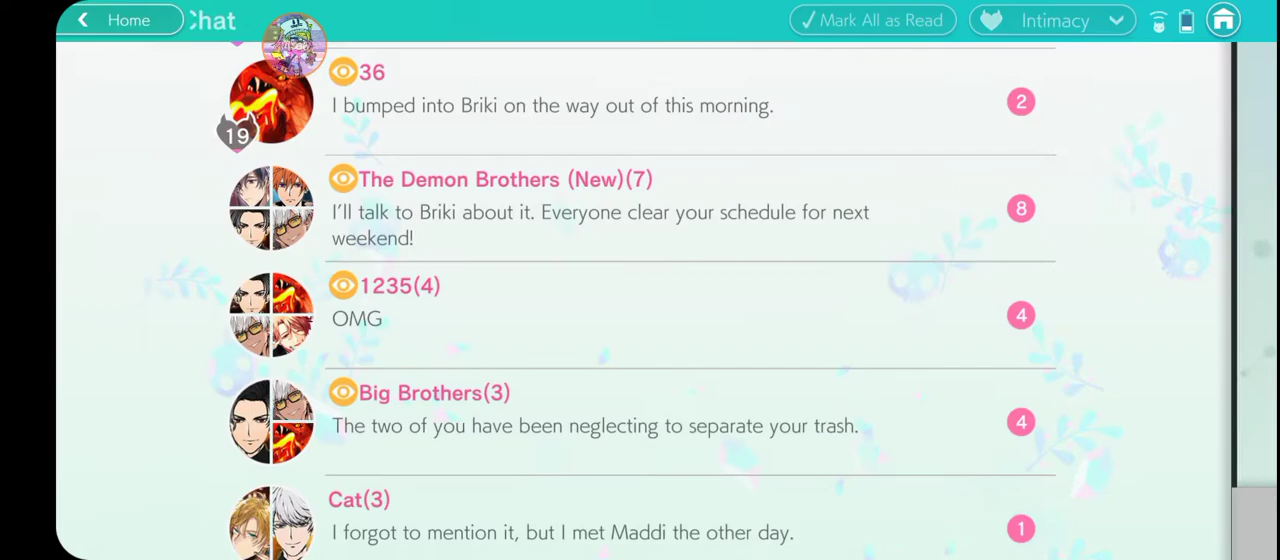 Home
Chat
✓Mark All as Read
Intimacy
36
I bumped into Briki on the way out of this morning.
2
19
The Demon Brothers (New)(7)
I'll talk to Briki about it. Everyone clear your schedule for next
weekend!
8
1235(4)
OMG
4
Big Brothers(3)
The two of you have been neglecting to separate your trash.
4
Cat(3)
I forgot to mention it, but I met Maddi the other day.
1